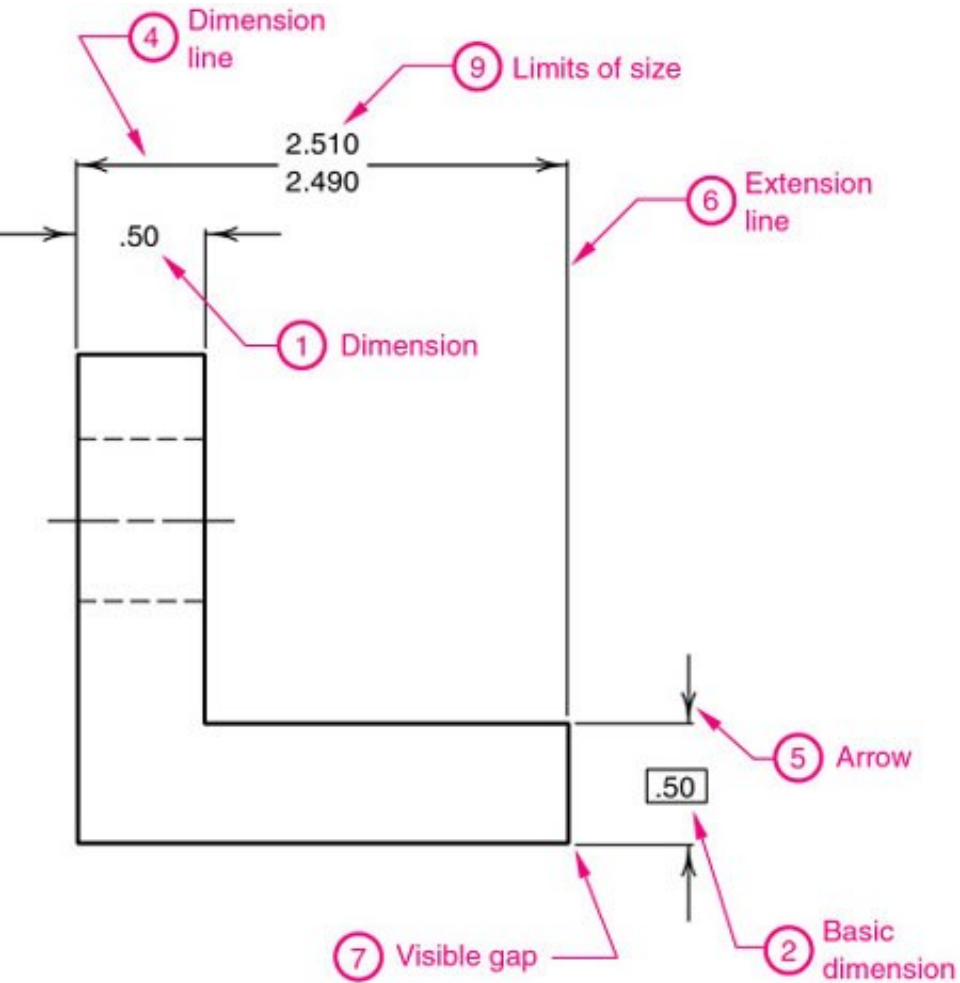 4 Dimension
line
9 Limits of size
2.510
2.490
6 Extension
line
.50
1 Dimension
5 Arrow
.50
7 Visible gap
2 Basic
dimension